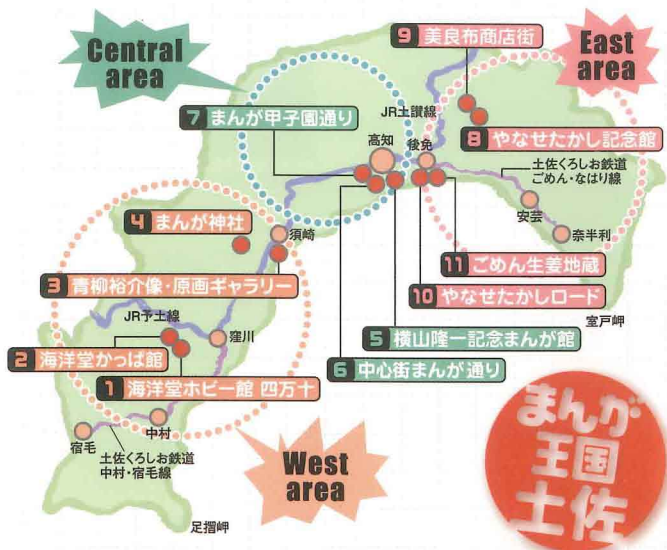 Central
area
9 美良布商店街
East
area
JR土讃線
7 まんが甲子園通り
高知
後免
8 やなせたかし記念館
土佐くろしお鉄道
ごめん・なはり線
安芸
奈半利
4 まんが神社
須崎
3 青柳裕介像・原画ギャラリー
11 ごめん生姜地蔵
10 やなせたかしロード
室戸岬
JR予土線
窪川
5 横山隆一記念まんが館
2 海洋堂かっぱ館
6 中心街まんが通り
1 海洋堂ホビー館 四万十
中村
宿毛
土佐くろしお鉄道
中村・宿毛線
West
area
足摺岬
まんが
王国
土佐